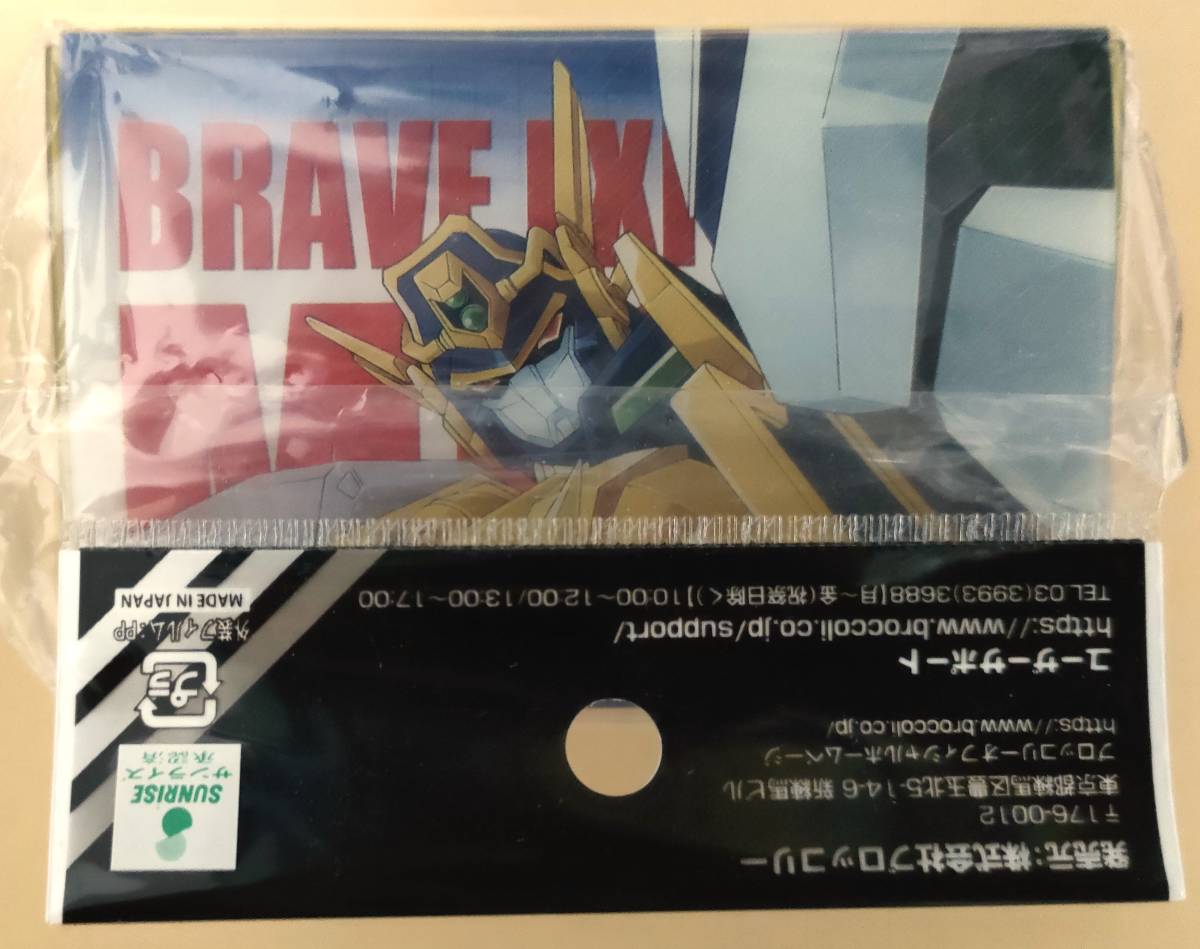 BRAVE EXK
発売元:株式会社ブロッコリー
〒176-0012
東京都練馬区豊玉北5-14-6 新練馬ビル
ブロッコリーオフィシャルホームページ
https://www.broccoli.co.jp/
ユーザーサポート
https://www.broccoli.co.jp/support/
TEL.03(3993)3688[月～金(祝祭日除く)]10:00～12:00/13:00～17:00
SUNRISE
サンライズ
承認済
プラ
外装フィルム:PP
MADE IN JAPAN